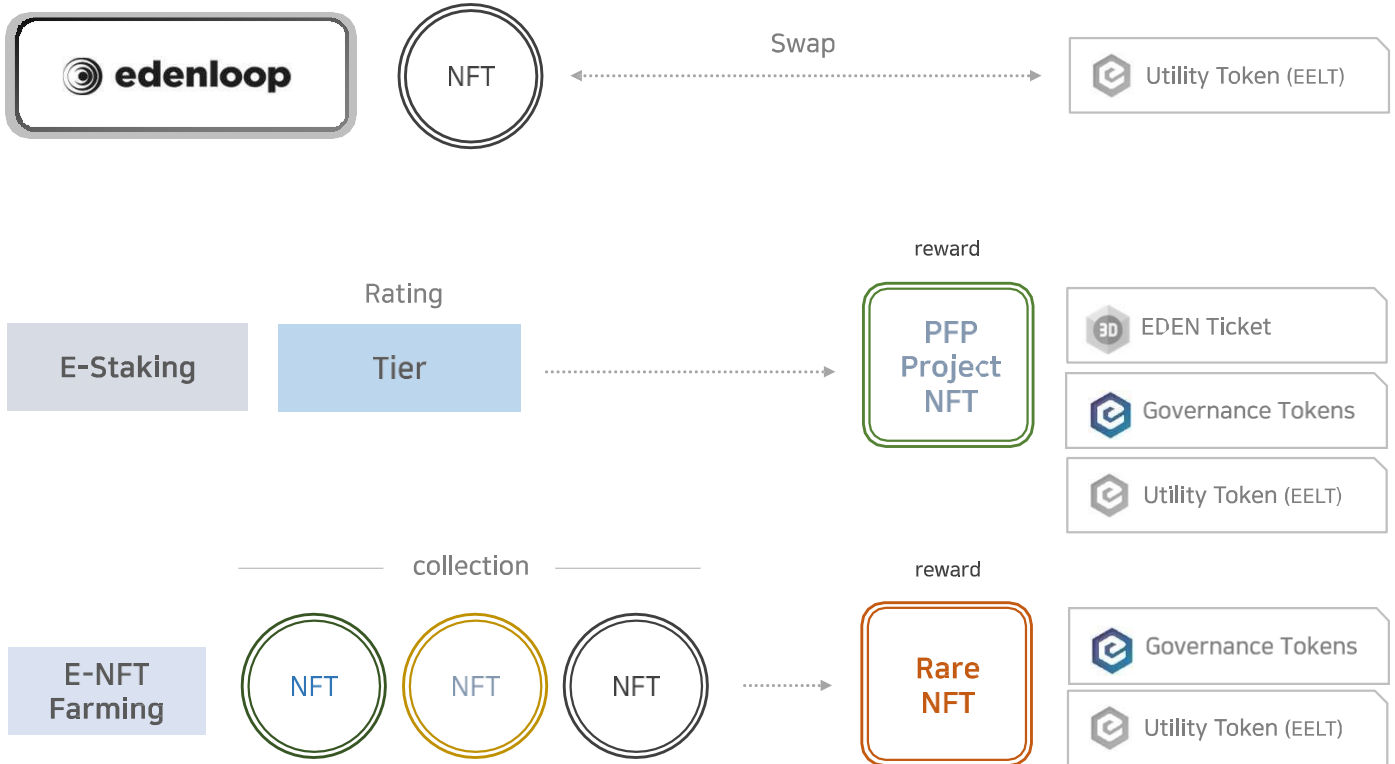 edenloop
NFT
Swap
Utility Token (EELT)
reward
Rating
E-Staking
Tier
PFP
Project
NFT
3D
EDEN Ticket
Governance Tokens
Utility Token (EELT)
collection
reward
E-NFT
Farming
NFT
NFT
NFT
Rare
NFT
Governance Tokens
Utility Token (EELT)